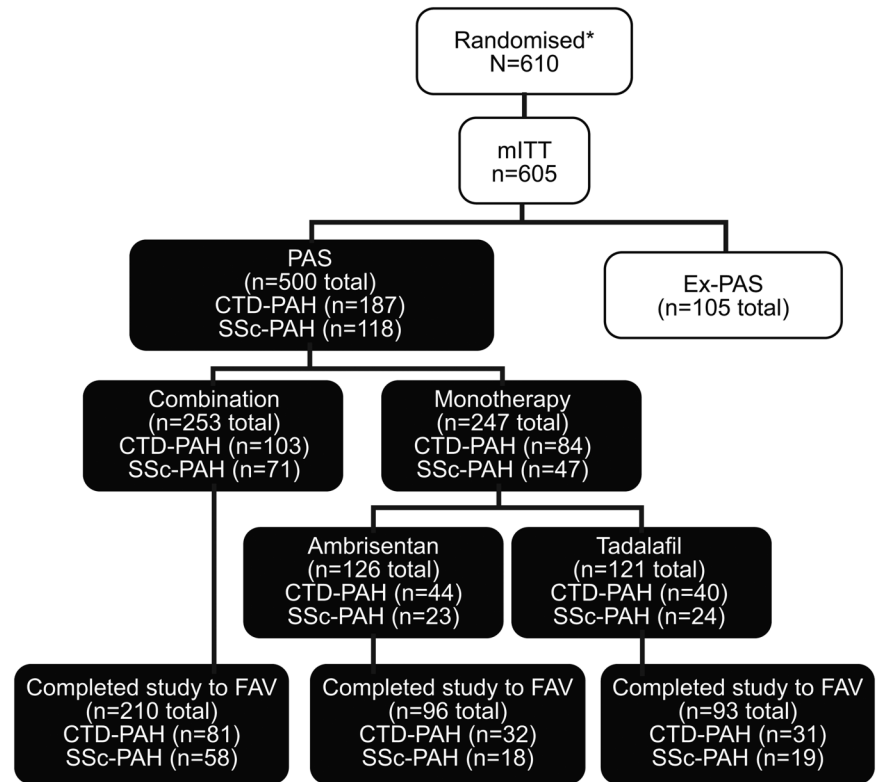 Randomised*
N=610
mITT
n=605
PAS
(n=500 total)
CTD-PAH (n=187)
SSc-PAH (n=118)
Ex-PAS
(n=105 total)
Combination
(n=253 total)
CTD-PAH (n=103)
SSc-PAH (n=71)
Monotherapy
(n=247 total)
CTD-PAH (n=84)
SSc-PAH (n=47)
Ambrisentan
(n=126 total)
CTD-PAH (n=44)
SSc-PAH (n=23)
Tadalafil
(n=121 total)
CTD-PAH (n=40)
SSc-PAH (n=24)
Completed study to FAV
(n=210 total)
CTD-PAH (n=81)
SSc-PAH (n=58)
Completed study to FAV
(n=96 total)
CTD-PAH (n=32)
SSc-PAH (n=18)
Completed study to FAV
(n=93 total)
CTD-PAH (n=31)
SSc-PAH (n=19)